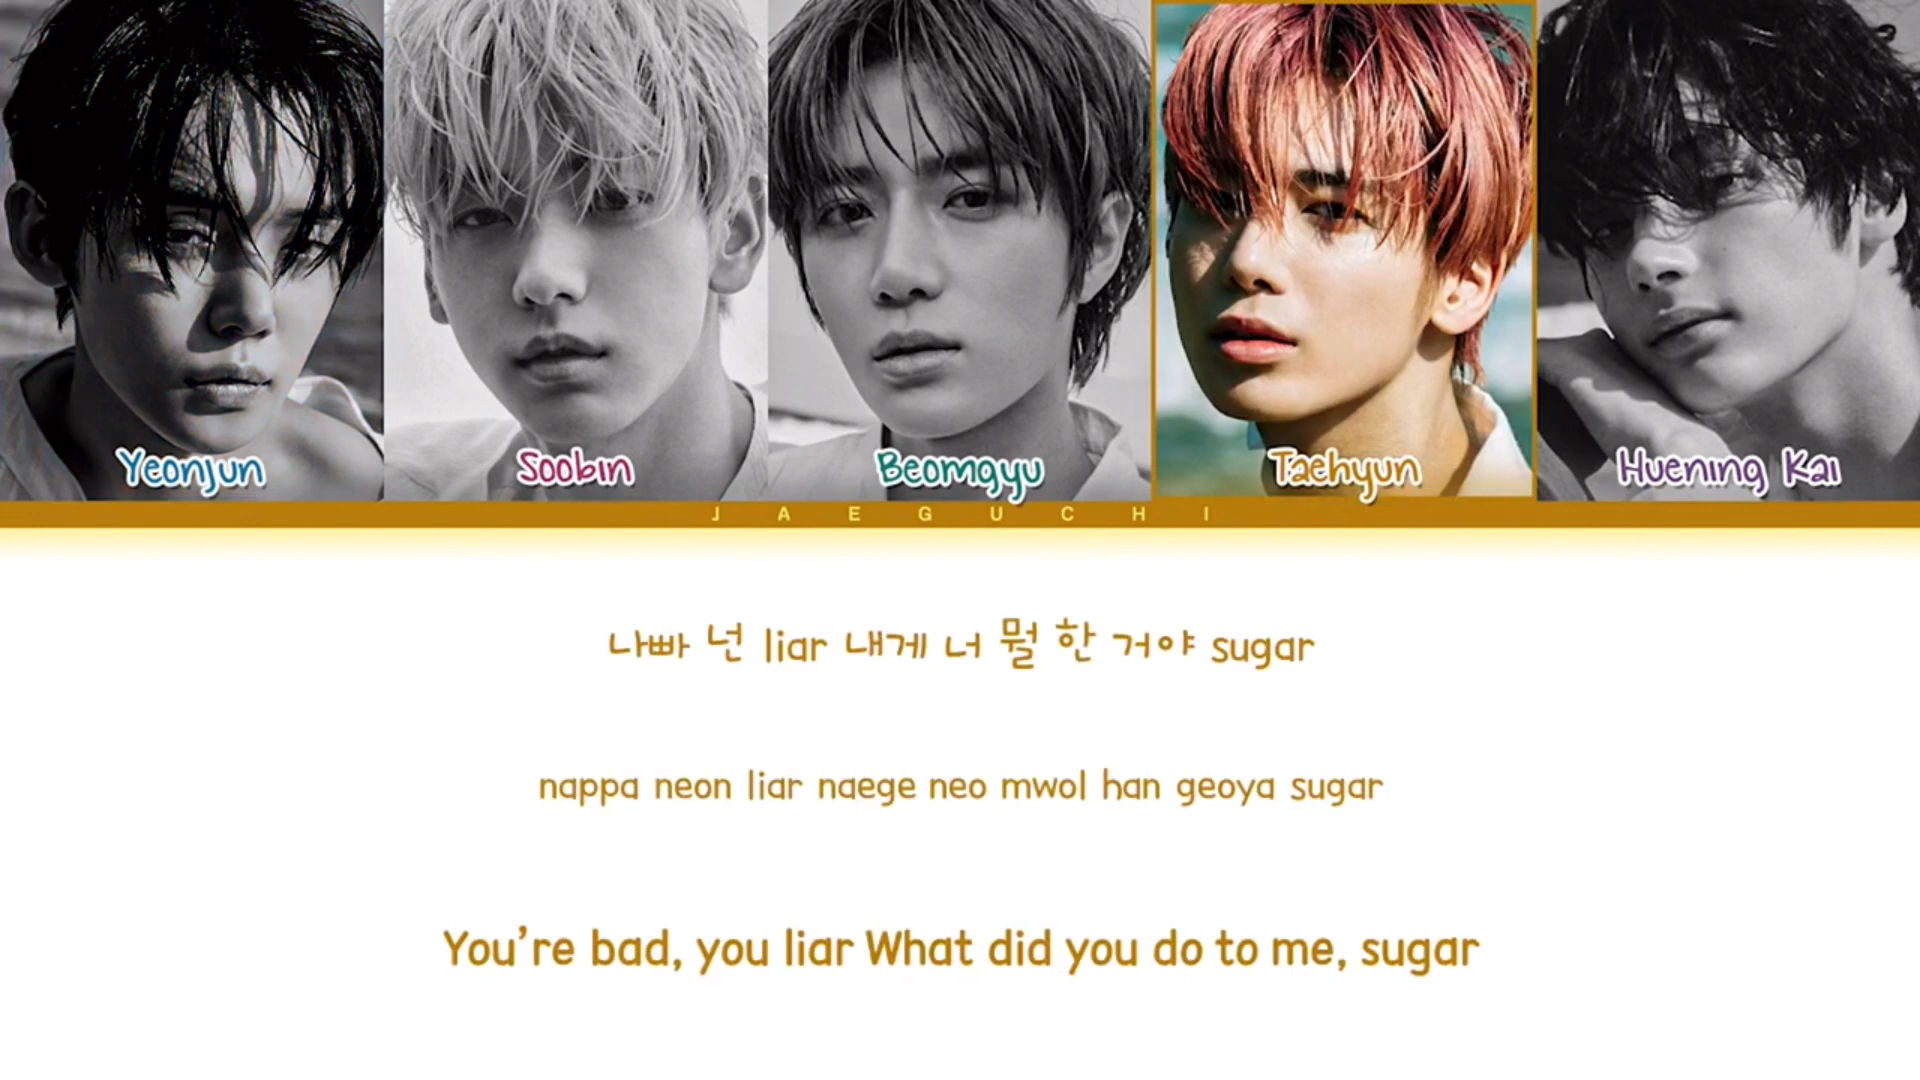 Yeonjun Soobin Beomgyu Taehyun Huening Kai
JAEGUCHI
나빠 넌 liar 내게 너 뭘 한 거야 sugar
nappa neon liar naege neo mwol han geoya sugar
You're bad, you liar What did you do to me, sugar